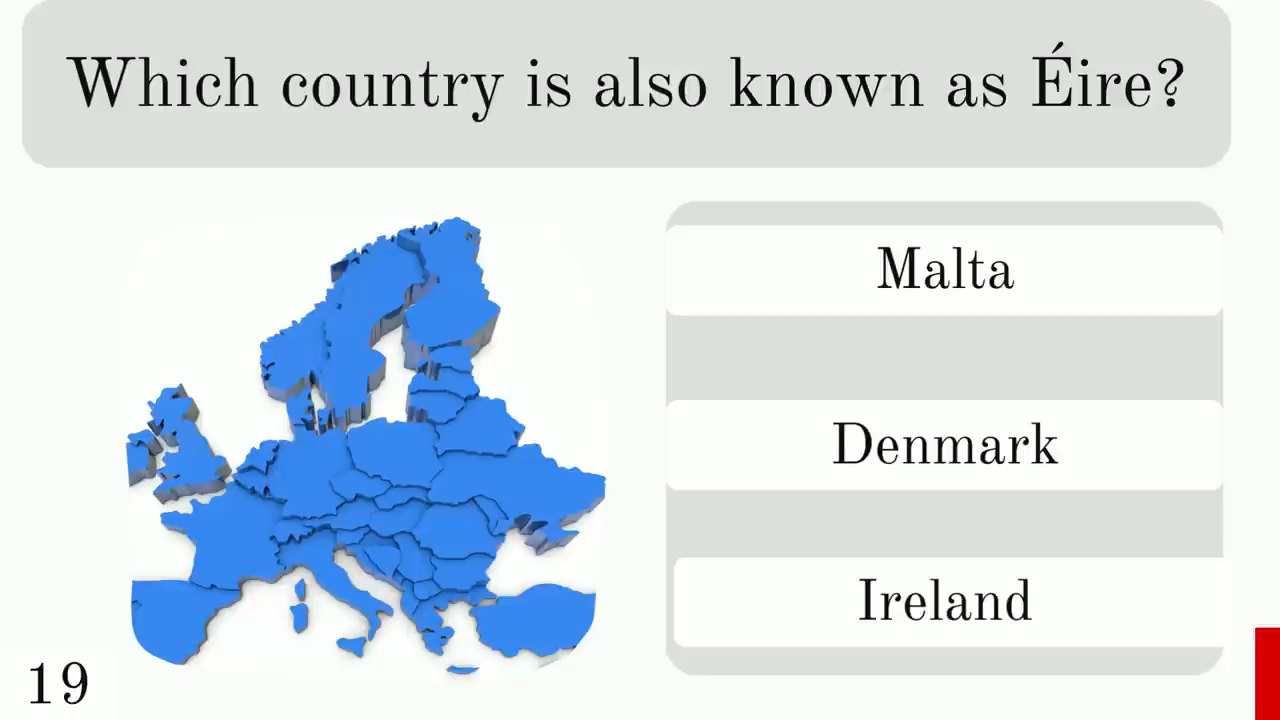 Which country is also known as Éire?
Malta
Denmark
Ireland
19